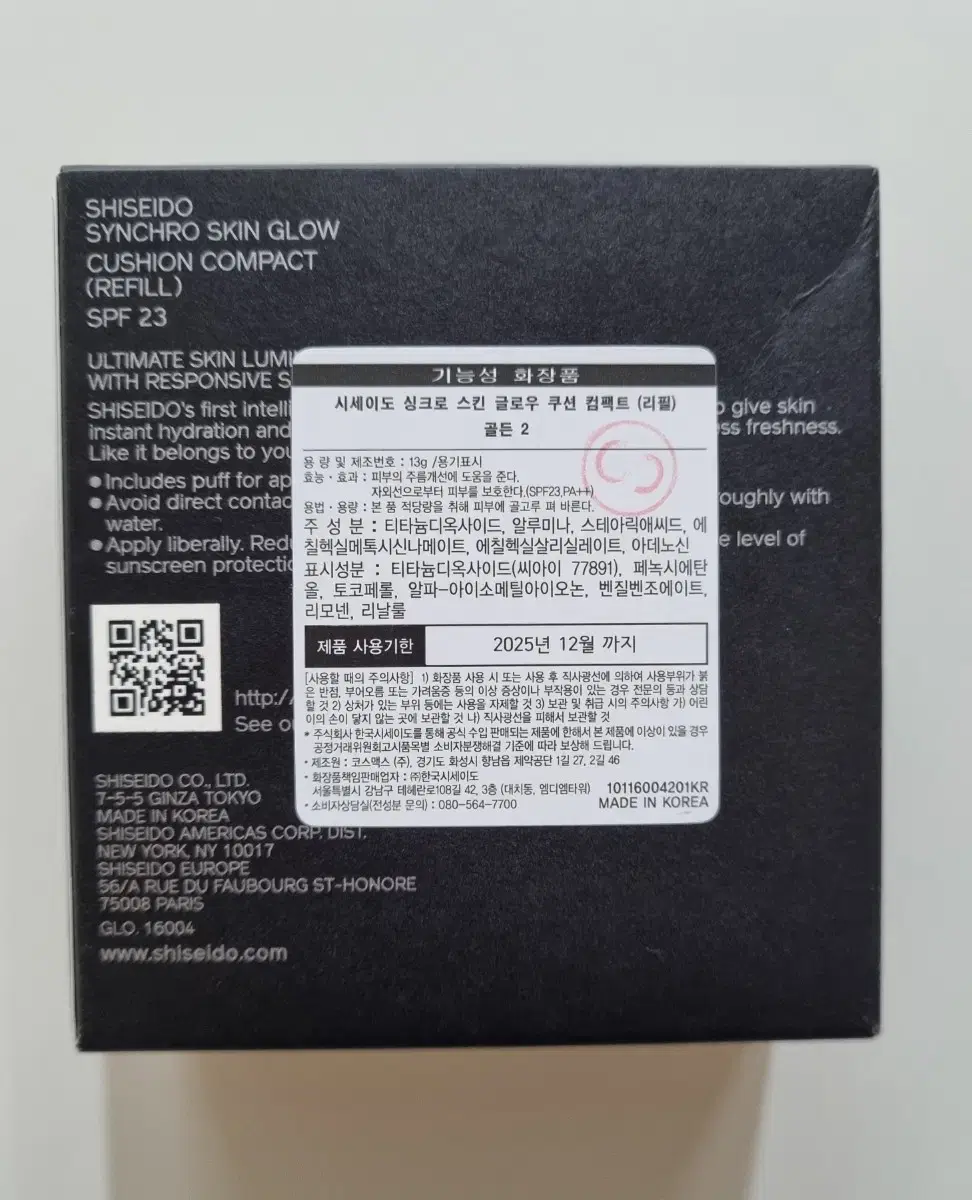 SHISEIDO
SYNCHRO SKIN GLOW
CUSHION COMPACT
(REFILL)
SPF 23
ULTIMATE SKIN LUMI
WITH RESPONSIVE S
SHISEIDO's first intelli
instant hydration and
Like it belongs to you
give skin
ss freshness.
●Includes puff for ap
●Avoid direct contac
oughly with
water.
●Apply liberally. Red
e level of
sunscreen protectio
기능성 화장품
시세이도 싱크로 스킨 글로우 쿠션 컴팩트 (리필)
골든 2
용 량 및 제조번호 : 13g /용기표시
효능 · 효과 : 피부의 주름개선에 도움을 준다.
자외선으로부터 피부를 보호한다.(SPF23,PA++)
용법 · 용량 : 본 품 적당량을 취해 피부에 골고루 펴 바른다.
주 성 분 : 티타늄디옥사이드, 알루미나, 스테아릭애씨드, 에
칠헥실메톡시신나메이트, 에칠헥실살리실레이트, 아데노신
표시성분 : 티타늄디옥사이드(씨아이 77891), 페녹시에탄
올, 토코페롤, 알파-아이소메틸아이오논, 벤질벤조에이트,
리모넨, 리날룰
제품 사용기한 2025년 12월 까지
[사용할 때의 주의사항] 1) 화장품 사용 시 또는 사용 후 직사광선에 의하여 사용부위가 붉
은 반점, 부어오름 또는 가려움증 등의 이상 증상이나 부작용이 있는 경우 전문의 등과 상담
할 것 2) 상처가 있는 부위 등에는 사용을 자제할 것 3) 보관 및 취급 시의 주의사항 가) 어린
이의 손이 닿지 않는 곳에 보관할 것 나) 직사광선을 피해서 보관할 것
* 주식회사 한국시세이도를 통해 공식 수입 판매되는 제품에 한해서 본 제품에 이상이 있을 경우
공정거래위원회고시품목별 소비자분쟁해결 기준에 따라 보상해 드립니다.
· 제조원 : 코스맥스 (주), 경기도 화성시 향남읍 제약공단 1길 27, 2길 46
· 화장품책임판매업자 : ㈜한국시세이도
서울특별시 강남구 테헤란로108길 42, 3층 (대치동, 엠디엠타워)
10116004201KR
· 소비자상담실(전성분 문의) : 080-564-7700
MADE IN KOREA
http:/
See o
SHISEIDO CO., LTD.
7-5-5 GINZA TOKYO
MADE IN KOREA
SHISEIDO AMERICAS CORP. DIST.
NEW YORK, NY 10017
SHISEIDO EUROPE
56/A RUE DU FAUBOURG ST-HONORE
75008 PARIS
GLO. 16004
www.shiseido.com